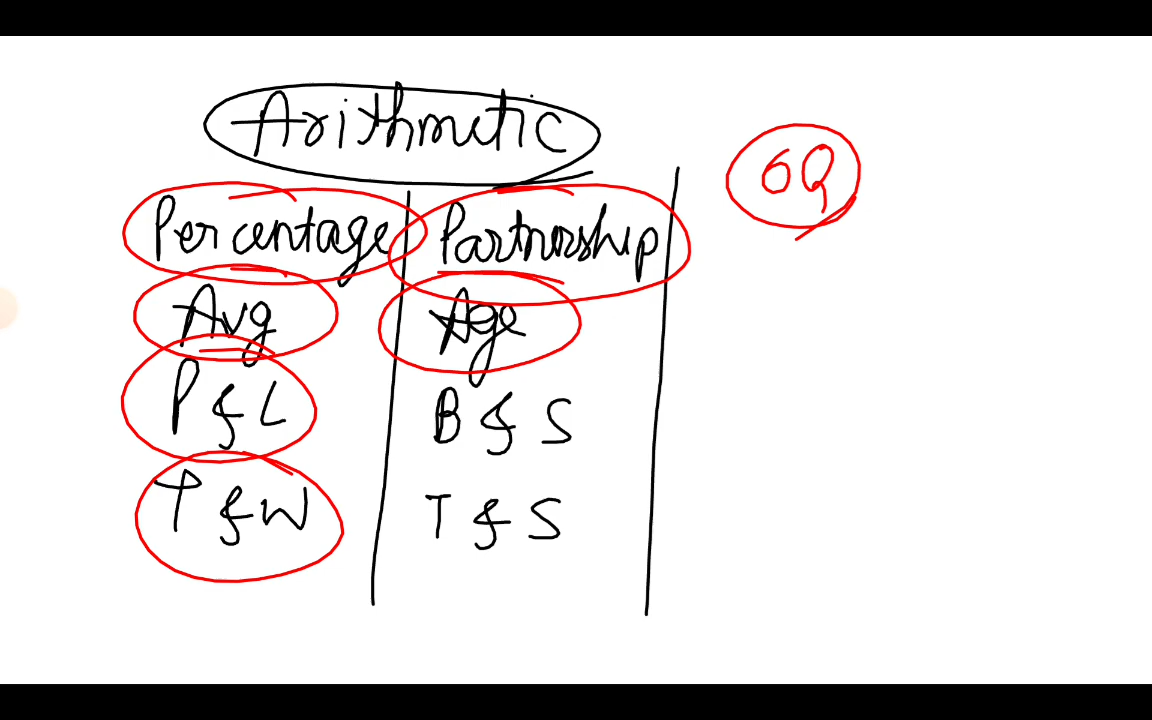 Arithmetic
6Q
Percentage Partnership
Avg Age
P & L B & S
T & W T & S